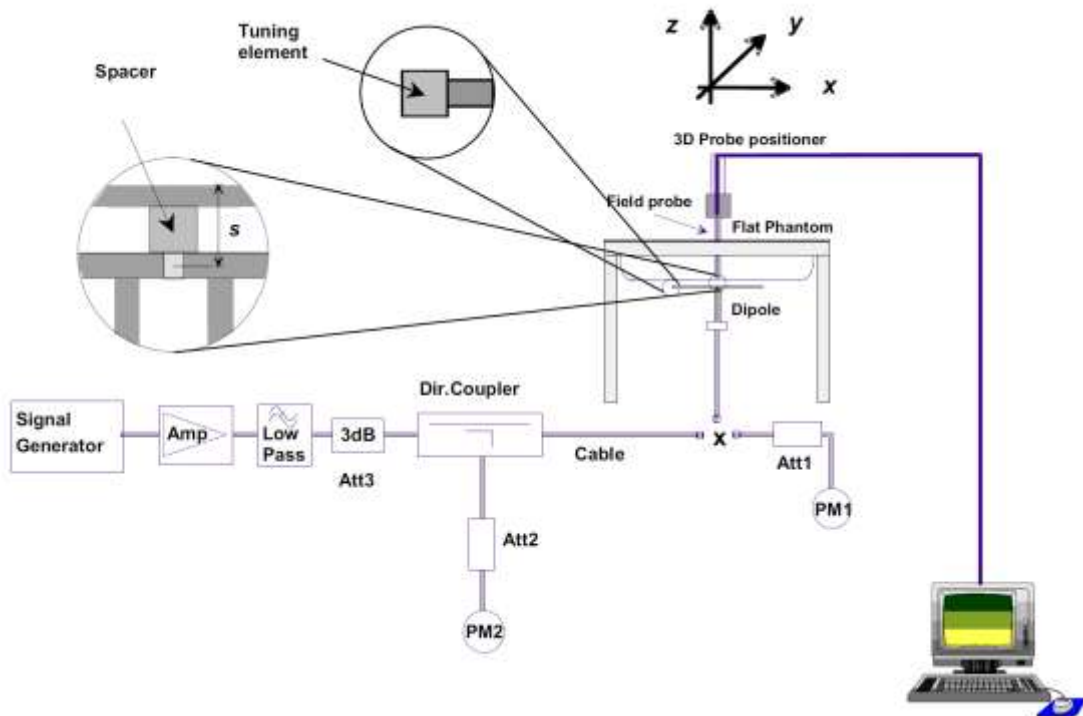 Tuning
element
Spacer
z
y
x
3D Probe positioner
Field probe
Flat Phantom
s
Dipole
Dir.Coupler
Signal
Generator
Amp
Low
Pass
3dB
Att3
Cable
x
Att1
PM1
Att2
PM2